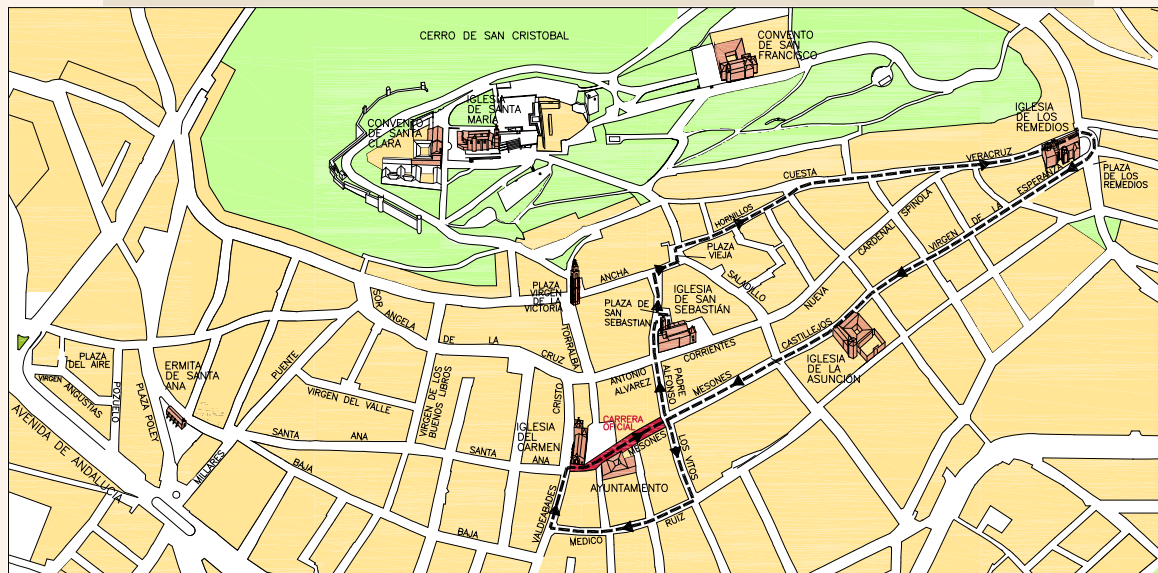 CERRO DE SAN CRISTOBAL
CONVENTO
DE SAN
FRANCISCO
IGLESIA
DE SANTA
MARIA
CONVENTO
DE SANTA
CLARA
IGLESIA
DE LOS
REMEDIOS
VERACRUZ
CUESTA
ESPERANZA
PLAZA
DE LOS
REMEDIOS
HORNILLOS
CARDENAL
SPINOLA
VIRGEN
DE
LA
PLAZA
VIEJA
ANCHA
SALADILLO
NUEVA
PLAZA
VIRGEN
DE LA
VICTORIA
IGLESIA
DE SAN
SEBASTIÁN
PLAZA DE
SAN
SEBASTIAN
SOR
ANGELA
DE
LA
CRUZ
TORRALBA
CRISTO
CORRIENTES
CASTILLEJOS
ANTONIO
ALVAREZ
PADRE
ALFONSO
MESONES
IGLESIA
DE LA
ASUNCIÓN
PLAZA
DEL AIRE
ERMITA
DE SANTA
ANA
PUENTE
VIRGEN ANGUSTIAS
POZUELO
PLAZA POLEY
VIRGEN DEL VALLE
VIRGEN DE LOS
BUENOS LIBROS
CARRERA
OFICIAL
MESONES
IGLESIA
DEL
CARMEN
SANTA
ANA
SANTA
ANA
LOS VITOS
AVENIDA DE ANDALUCIA
MILLARES
BAJA
BAJA
AYUNTAMIENTO
VALDEABADES
MEDICO
RUIZ